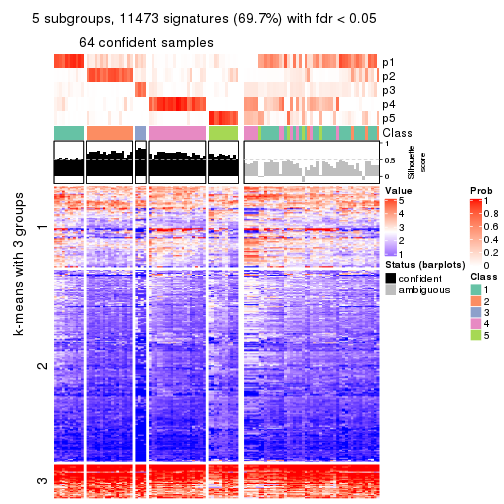 5 subgroups, 11473 signatures (69.7%) with fdr < 0.05
64 confident samples
p1
p2
p3
p4
p5
Class
1
0.5
0
Silhouette
score
k-means with 3 groups
1
2
3
Value
5
4
3
2
1
Status (barplots)
confident
ambiguous
Prob
1
0.8
0.6
0.4
0.2
0
Class
1
2
3
4
5